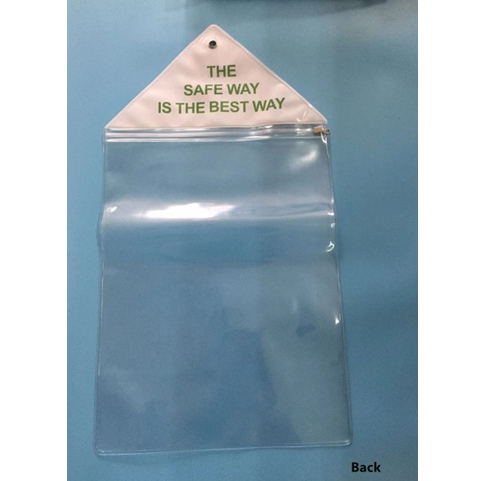 THE
SAFE WAY
IS THE BEST WAY
Back